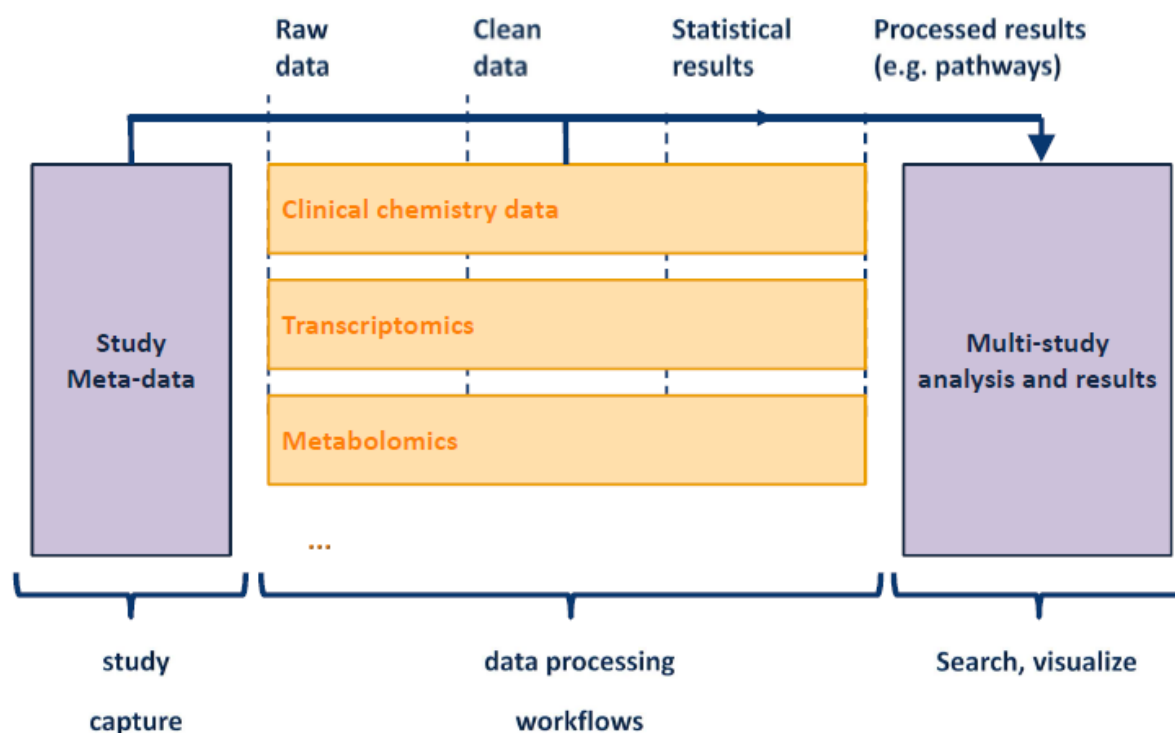 Raw
data
Clean
data
Statistical
results
Processed results
(e.g. pathways)
Study
Meta-data
Clinical chemistry data
Transcriptomics
Metabolomics
...
Multi-study
analysis and results
study
capture
data processing
workflows
Search, visualize